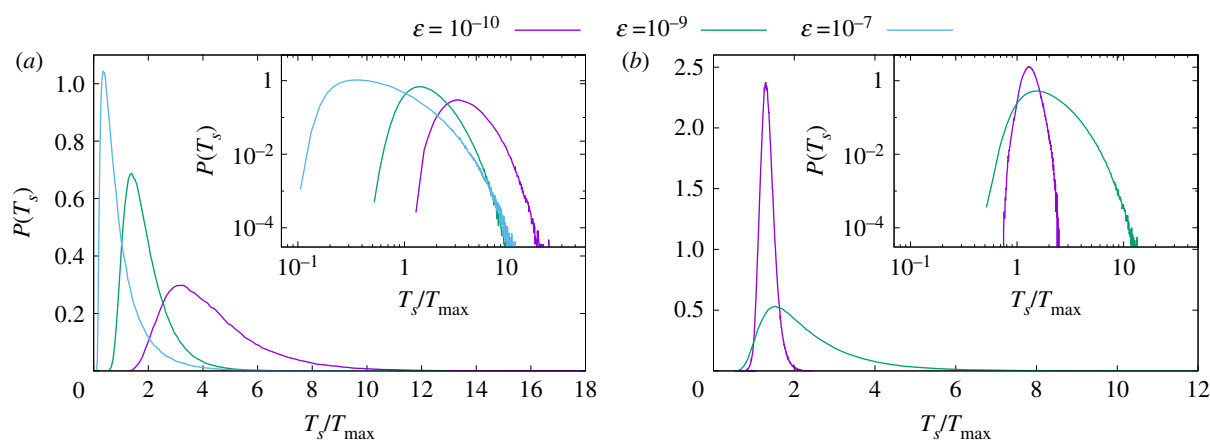 ε = 10⁻¹⁰ ε =10⁻⁹ ε =10⁻⁷
(a)
1.0
0.8
0.6
0.4
0.2
0 2 4 6 8 10 12 14 16 18
P(Tₛ)
Tₛ/Tmax
1
10⁻²
10⁻⁴
10⁻¹ 1 10
P(Tₛ)
Tₛ/Tmax
(b)
2.5
2.0
1.5
1.0
0.5
0 2 4 6 8 10 12
Tₛ/Tmax
1
10⁻²
10⁻⁴
10⁻¹ 1 10
P(Tₛ)
Tₛ/Tmax